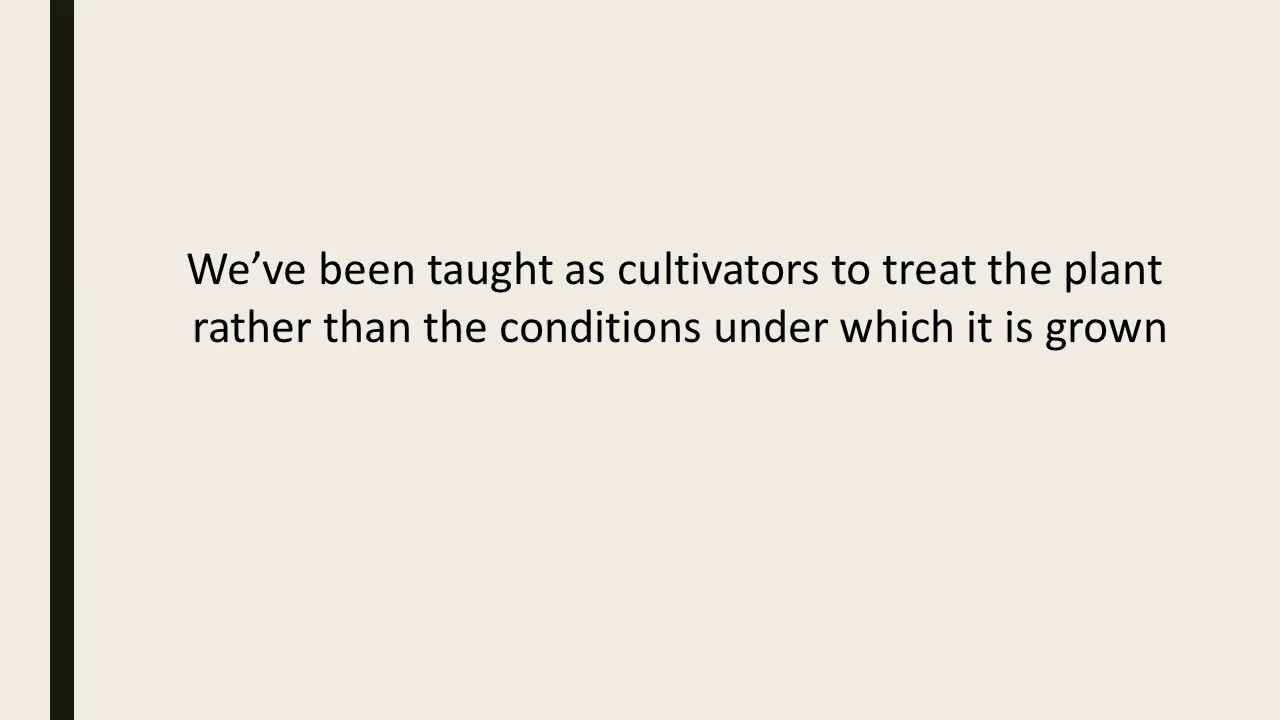 We’ve been taught as cultivators to treat the plant
rather than the conditions under which it is grown